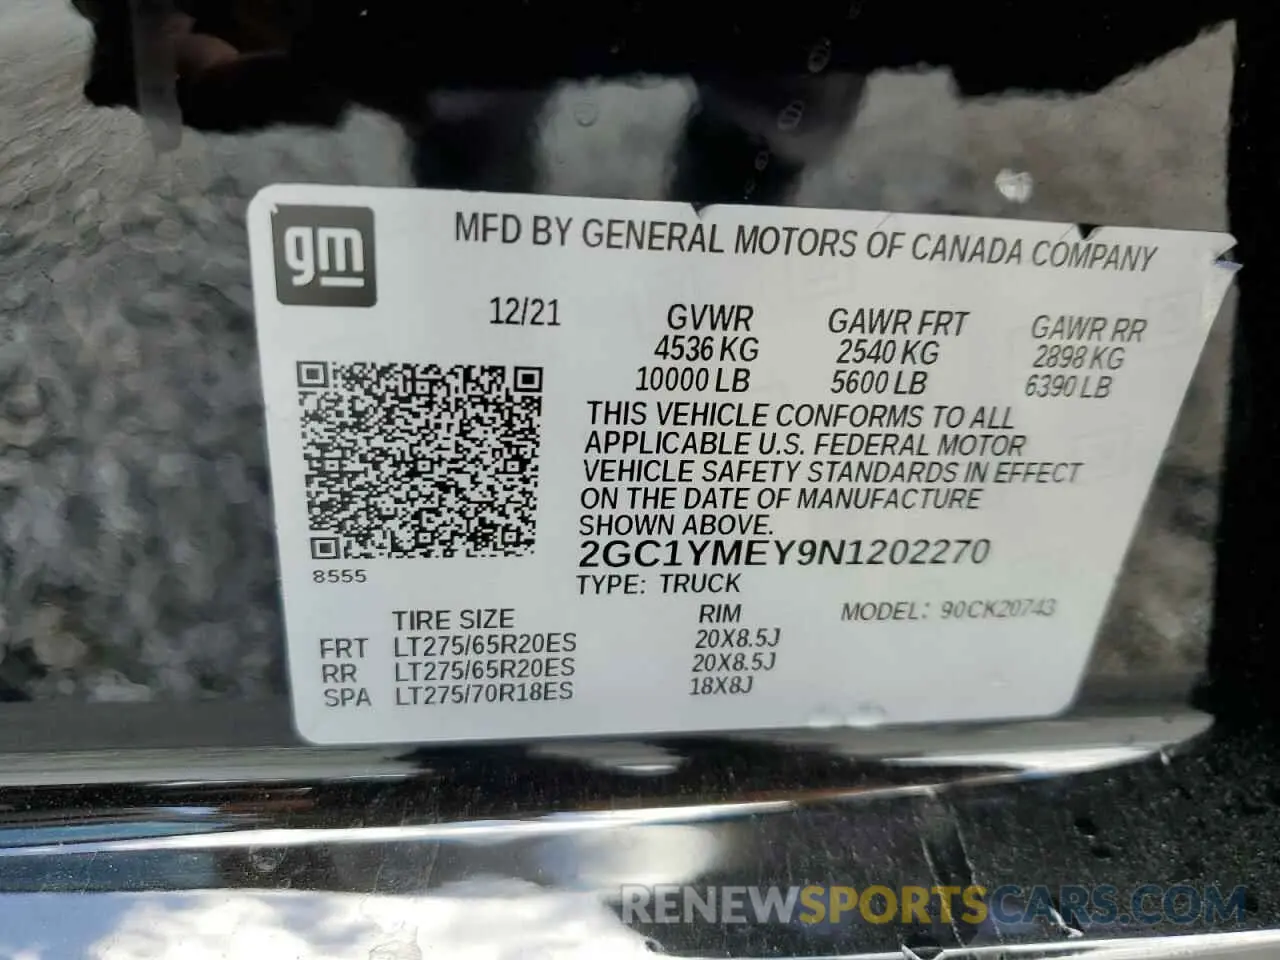 gm
MFD BY GENERAL MOTORS OF CANADA COMPANY
12/21 GVWR GAWR FRT GAWR RR
4536 KG 2540 KG 2898 KG
10000 LB 5600 LB 6390 LB
THIS VEHICLE CONFORMS TO ALL
APPLICABLE U.S. FEDERAL MOTOR
VEHICLE SAFETY STANDARDS IN EFFECT
ON THE DATE OF MANUFACTURE
SHOWN ABOVE.
2GC1YMEY9N1202270
8555
TYPE: TRUCK
TIRE SIZE RIM MODEL: 90CK20743
FRT LT275/65R20ES 20X8.5J
RR LT275/65R20ES 20X8.5J
SPA LT275/70R18ES 18X8J
RENEWSPORTSCARS.COM